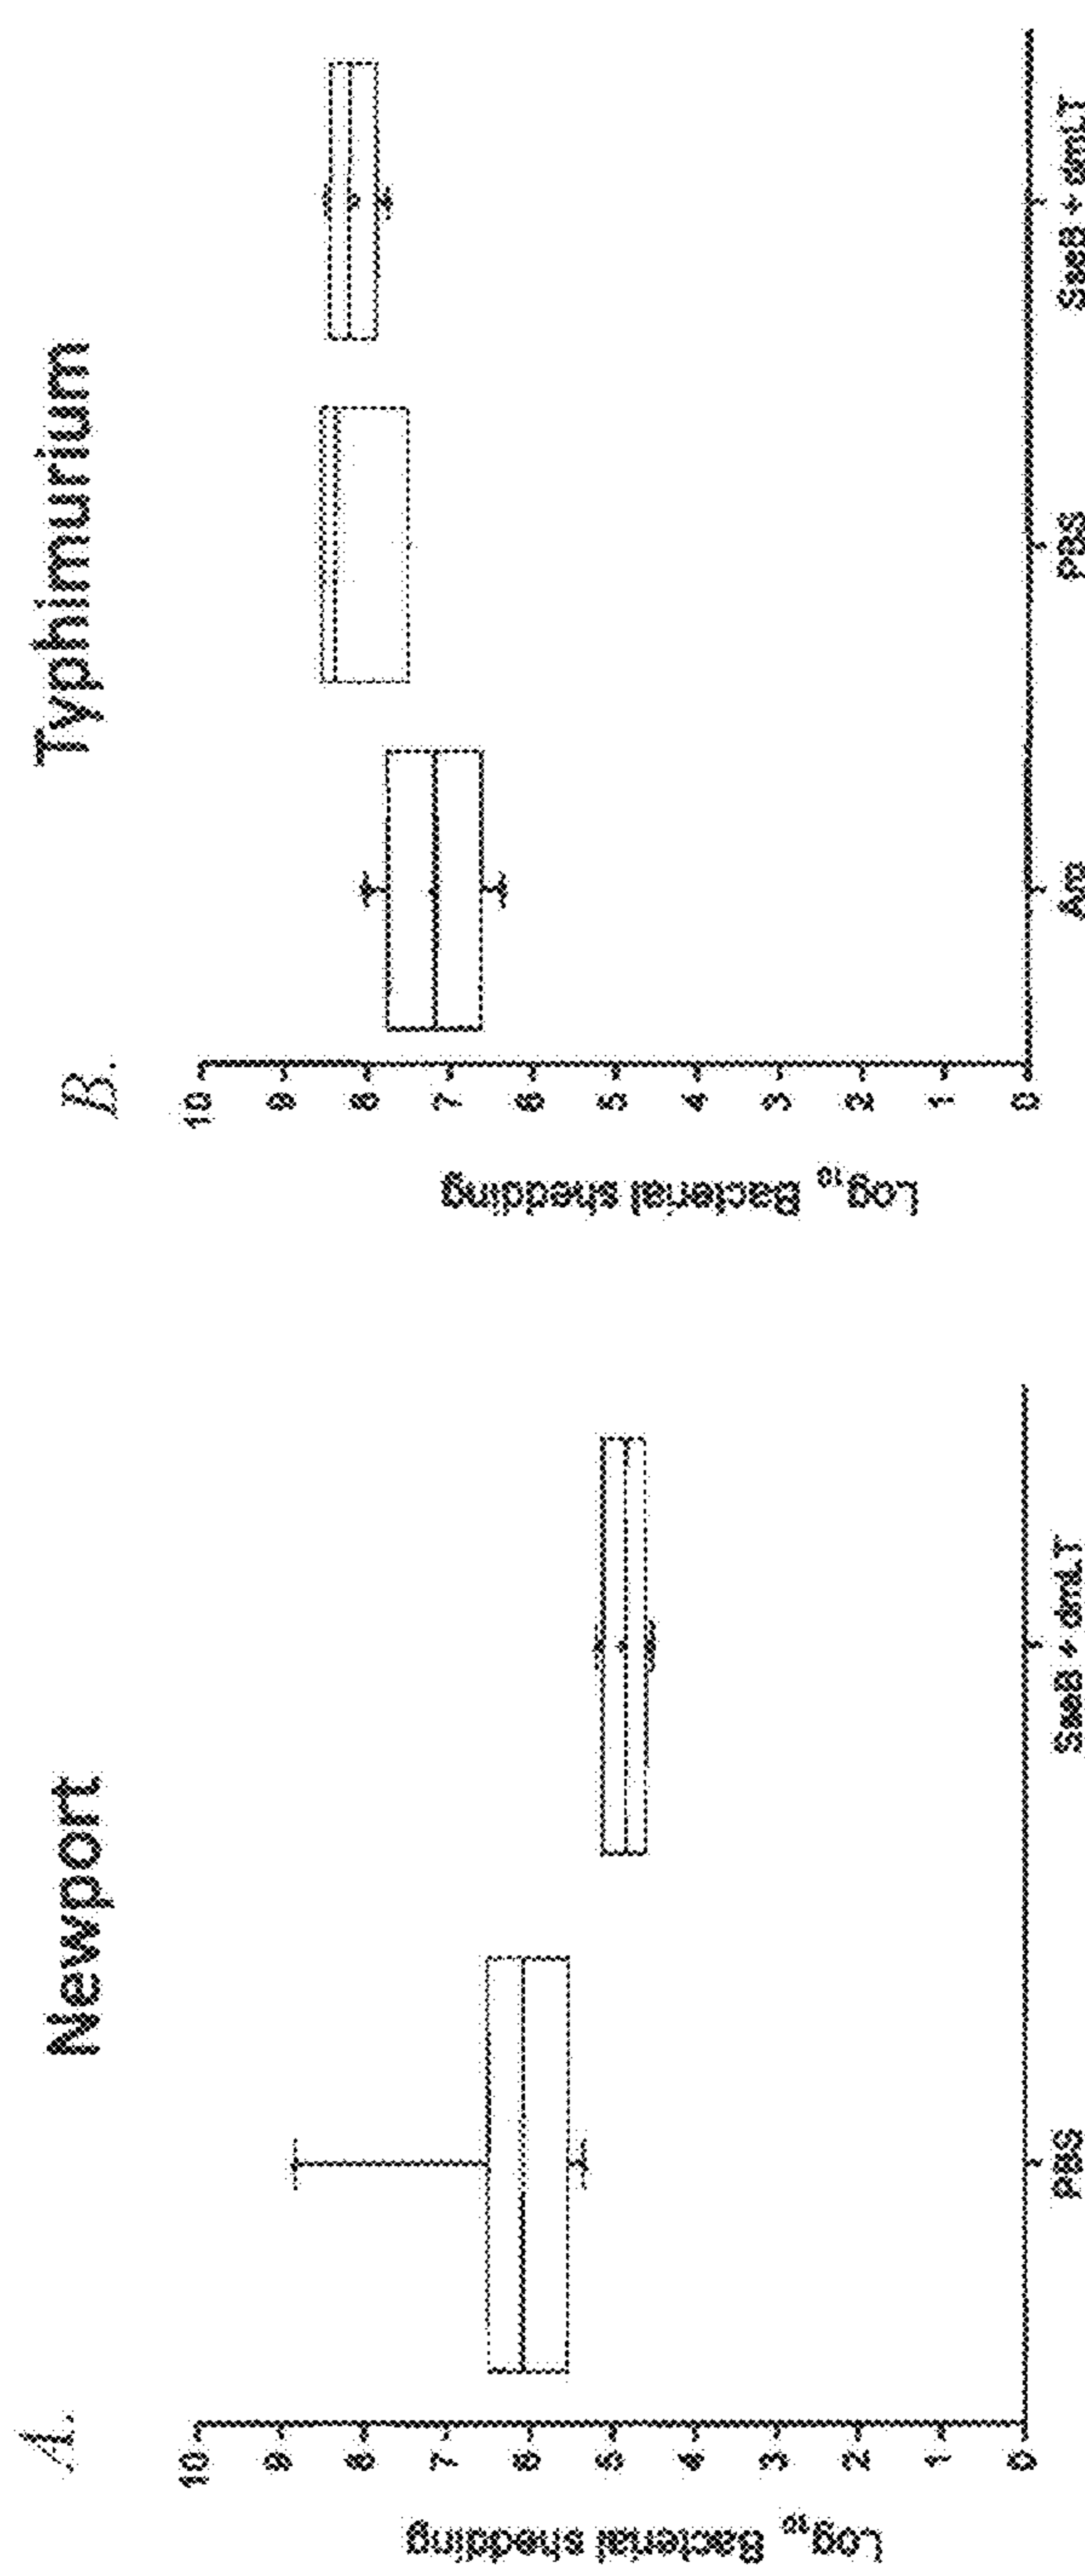 A.
Newport
Log10 Bacterial shedding
10
9
8
7
6
5
4
3
2
1
0
PBS
SseB + dmLT
B.
Typhimurium
Log10 Bacterial shedding
10
9
8
7
6
5
4
3
2
1
0
PBS
SseB + dmLT